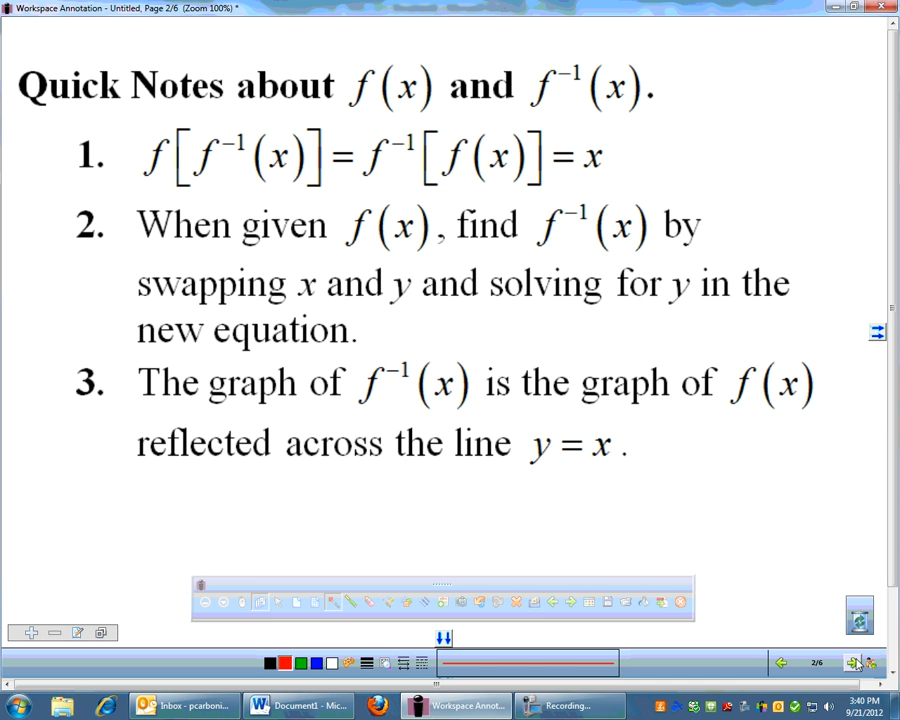 Workspace Annotation - Untitled, Page 2/6 (Zoom 100%) *
Quick Notes about f(x) and f⁻¹(x).
1. f[f⁻¹(x)] = f⁻¹[f(x)] = x
2. When given f(x), find f⁻¹(x) by
swapping x and y and solving for y in the
new equation.
3. The graph of f⁻¹(x) is the graph of f(x)
reflected across the line y = x .
2/6
Inbox - pcarboni...
Document1 - Mic...
Workspace Annot...
Recording...
3:40 PM
9/21/2012